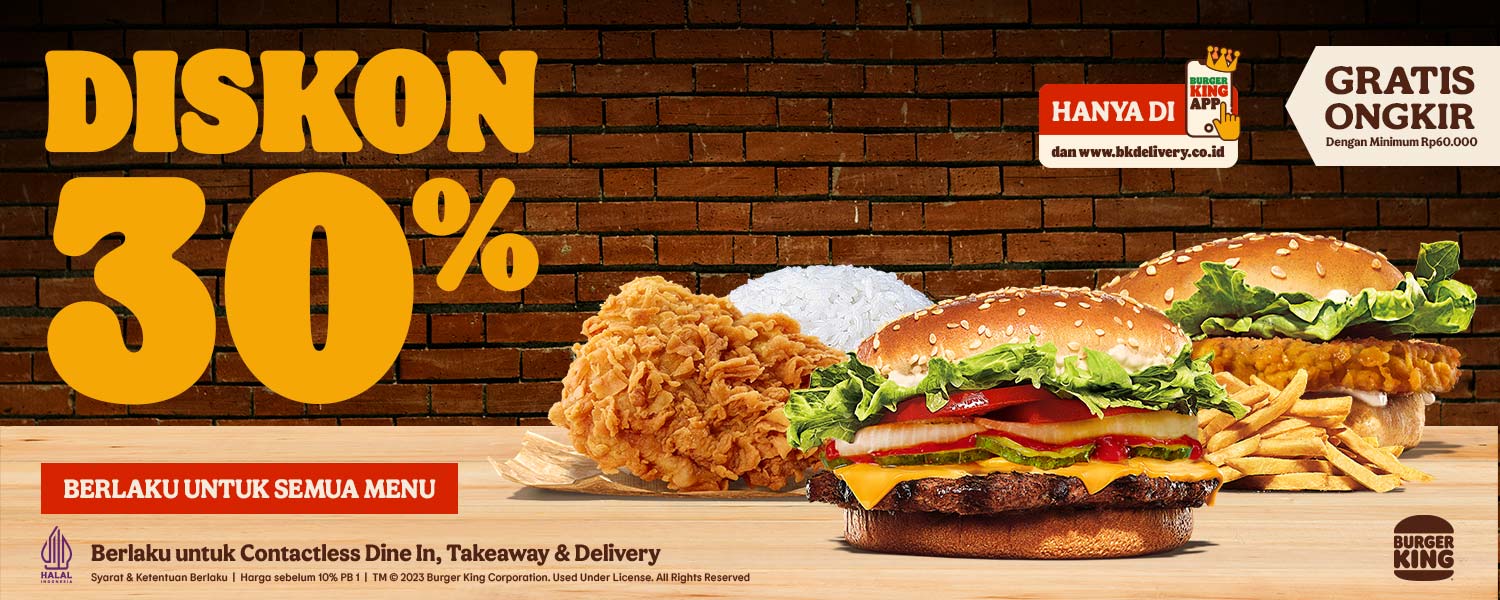 DISKON
30%
HANYA DI
BURGER
KING
APP
dan www.bkdelivery.co.id
GRATIS
ONGKIR
Dengan Minimum Rp60.000
BERLAKU UNTUK SEMUA MENU
HALAL
INDONESIA
Berlaku untuk Contactless Dine In, Takeaway & Delivery
Syarat & Ketentuan Berlaku | Harga sebelum 10% PB 1 | TM © 2023 Burger King Corporation. Used Under License. All Rights Reserved
BURGER
KING